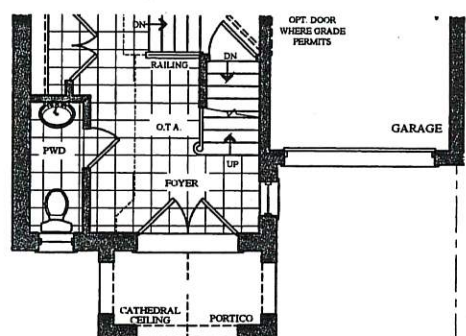 OPT. DOOR
WHERE GRADE
PERMITS
DN
DN
RAILING
O.T.A.
GARAGE
PWD
UP
FOYER
CATHEDRAL
CEILING
PORTICO